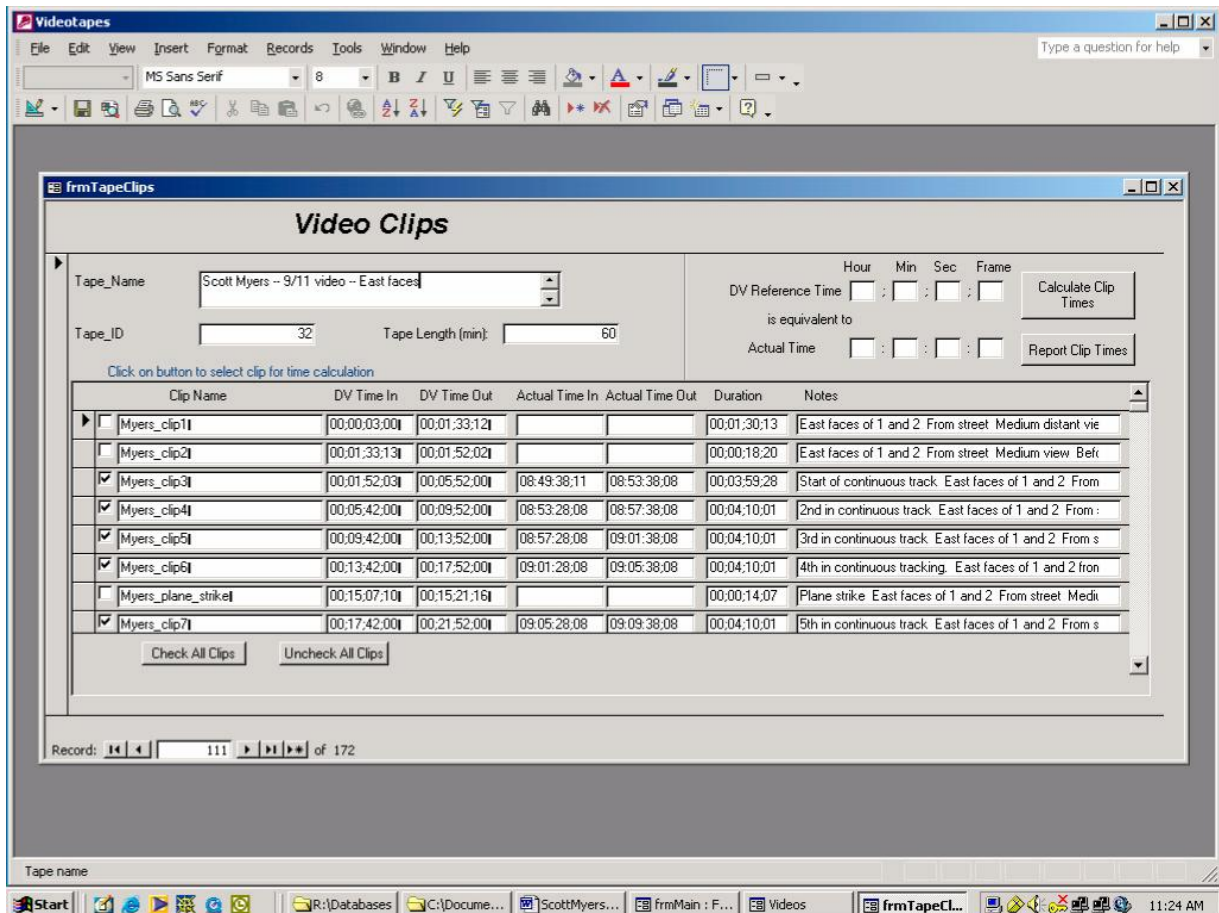 Videotapes
File Edit View Insert Format Records Tools Window Help
Type a question for help
MS Sans Serif 8 B I U A
frmTapeClips
Video Clips
Tape_Name Scott Myers -- 9/11 video -- East faces
Hour Min Sec Frame
DV Reference Time ; ; ; Calculate Clip Times
is equivalent to
Tape_ID 32 Tape Length (min): 60
Actual Time : : : Report Clip Times
Click on button to select clip for time calculation
Clip Name DV Time In DV Time Out Actual Time In Actual Time Out Duration Notes
Myers_clip1 00;00;03;00 00;01;33;12 00;01;30;13 East faces of 1 and 2 From street Medium distant vie
Myers_clip2 00;01;33;13 00;01;52;02 00;00;18;20 East faces of 1 and 2 From street Medium view Befo
Myers_clip3 00;01;52;03 00;05;52;00 08:49:38;11 08:53:38;08 00;03;59;28 Start of continuous track East faces of 1 and 2 From
Myers_clip4 00;05;42;00 00;09;52;00 08:53:28;08 08:57:38;08 00;04;10;01 2nd in continuous track East faces of 1 and 2 From
Myers_clip5 00;09;42;00 00;13;52;00 08:57:28;08 09:01:38;08 00;04;10;01 3rd in continuous track East faces of 1 and 2 From s
Myers_clip6 00;13;42;00 00;17;52;00 09:01:28;08 09:05:38;08 00;04;10;01 4th in continuous tracking. East faces of 1 and 2 fron
Myers_plane_strike 00;15;07;10 00;15;21;16 00;00;14;07 Plane strike East faces of 1 and 2 From street Mediu
Myers_clip7 00;17;42;00 00;21;52;00 09:05:28;08 09:09:38;08 00;04;10;01 5th in continuous track East faces of 1 and 2 From s
Check All Clips Uncheck All Clips
Record: 111 of 172
Tape name
Start R:\Databases C:\Docume... ScottMyers... frmMain : F... Videos frmTapeCl... 11:24 AM